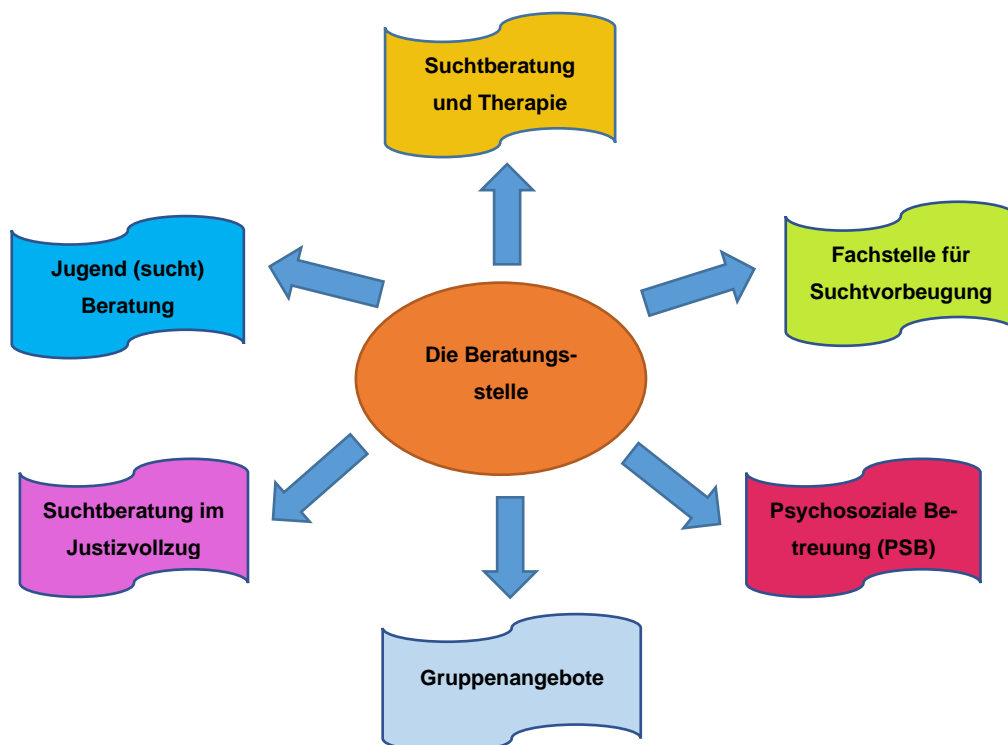 Suchtberatung
und Therapie
Jugend (sucht)
Beratung
Fachstelle für
Suchtvorbeugung
Die Beratungs-
stelle
Suchtberatung im
Justizvollzug
Psychosoziale Be-
treuung (PSB)
Gruppenangebote